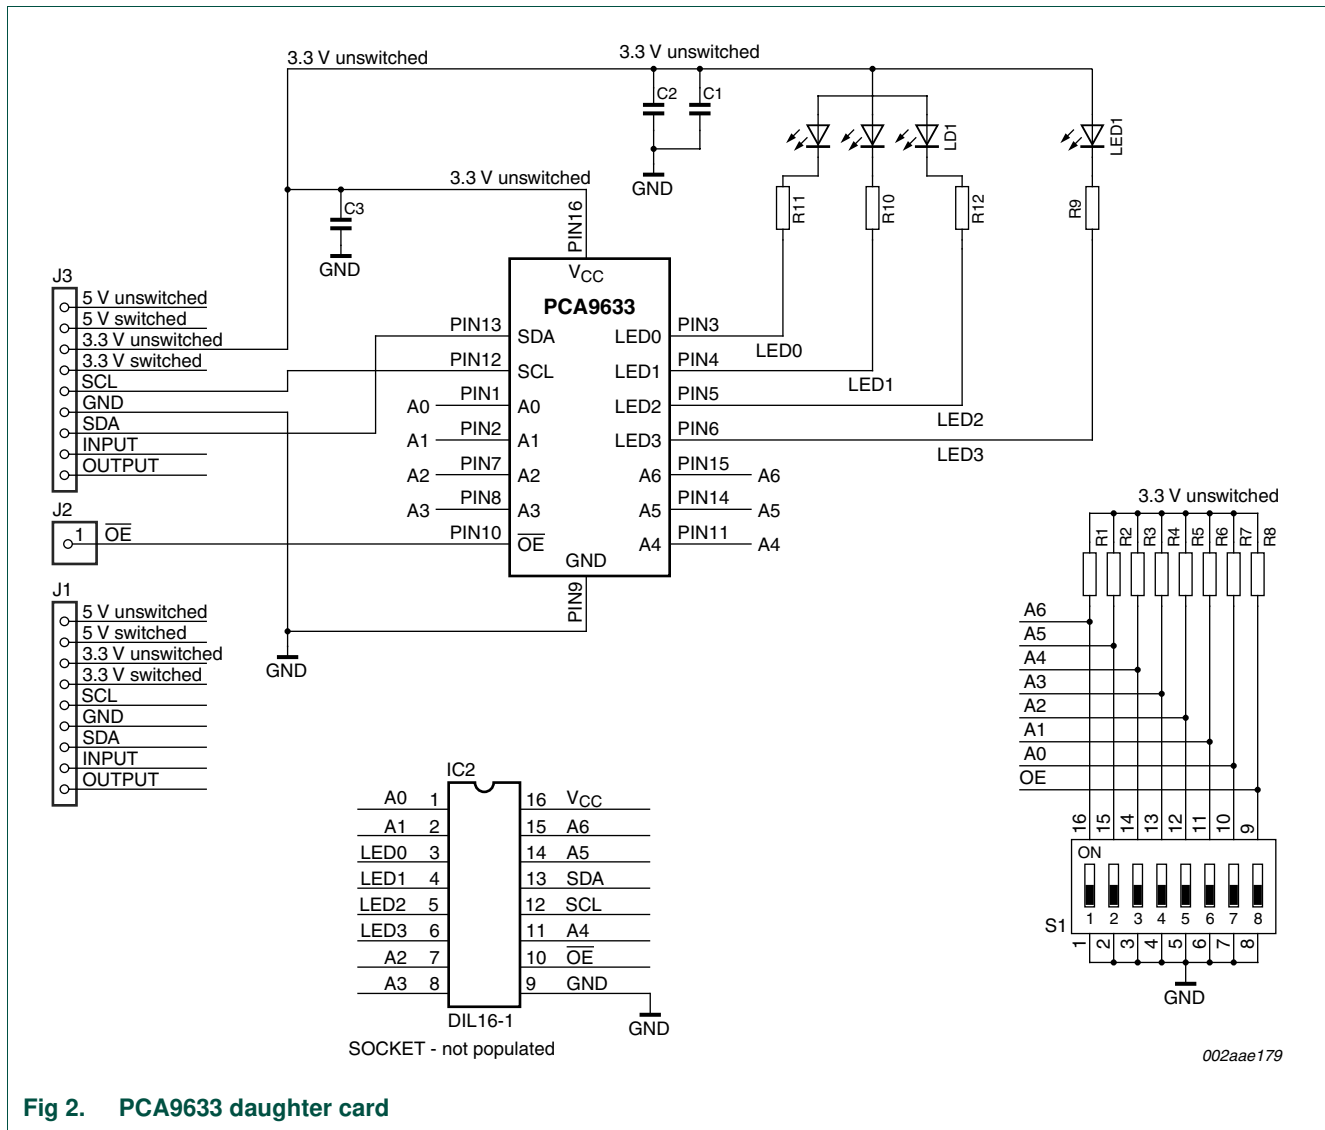 3.3 V unswitched
3.3 V unswitched
C2
C1
LD1
LED1
GND
R11
R10
R12
R9
3.3 V unswitched
C3
GND
PIN16
VCC
PCA9633
J3
5 V unswitched
5 V switched
3.3 V unswitched
3.3 V switched
SCL
GND
SDA
INPUT
OUTPUT
J2
1 OE
J1
5 V unswitched
5 V switched
3.3 V unswitched
3.3 V switched
SCL
GND
SDA
INPUT
OUTPUT
PIN13 SDA
PIN12 SCL
A0 PIN1 A0
A1 PIN2 A1
A2 PIN7 A2
A3 PIN8 A3
PIN10 OE
GND
PIN9
GND
LED0 PIN3 LED0
LED1 PIN4 LED1
LED2 PIN5 LED2
LED3 PIN6 LED3
A6 PIN15 A6
A5 PIN14 A5
A4 PIN11 A4
3.3 V unswitched
R1 R2 R3 R4 R5 R6 R7 R8
A6
A5
A4
A3
A2
A1
A0
OE
16 15 14 13 12 11 10 9
ON
1 2 3 4 5 6 7 8
S1
1 2 3 4 5 6 7 8
GND
IC2
A0 1 16 VCC
A1 2 15 A6
LED0 3 14 A5
LED1 4 13 SDA
LED2 5 12 SCL
LED3 6 11 A4
A2 7 10 OE
A3 8 9 GND
DIL16-1
GND
SOCKET - not populated
002aae179
Fig 2. PCA9633 daughter card